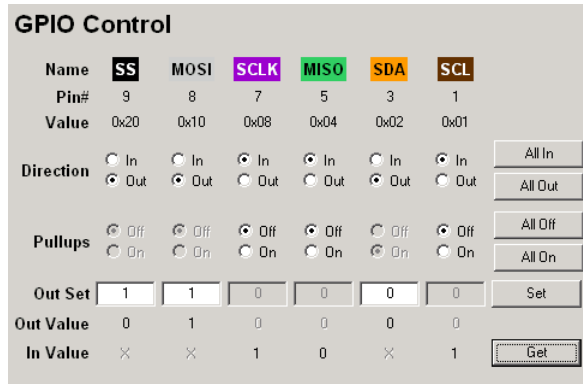 GPIO Control
Name SS MOSI SCLK MISO SDA SCL
Pin# 9 8 7 5 3 1
Value 0x20 0x10 0x08 0x04 0x02 0x01
Direction In In In In In In All In
Out Out Out Out Out Out All Out
Pullups Off Off Off Off Off Off All Off
On On On On On On All On
Out Set 1 1 0 0 0 0 Set
Out Value 0 1 0 0 0 0
In Value X X 1 0 X 1 Get